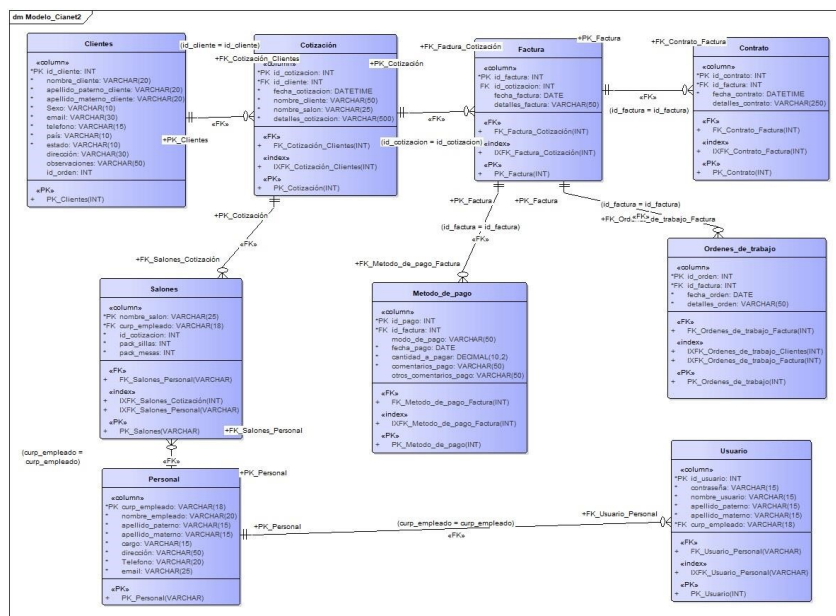 dm Modelo_Cianet2
Clientes
«column»
*PK id_cliente: INT
* nombre_cliente: VARCHAR(20)
* apellido_paterno_cliente: VARCHAR(20)
* apellido_materno_cliente: VARCHAR(20)
* Sexo: VARCHAR(10)
* email: VARCHAR(30)
* telefono: VARCHAR(15)
* país: VARCHAR(10)
* estado: VARCHAR(10)
* dirección: VARCHAR(30)
* observaciones: VARCHAR(50)
id_orden: INT
«PK»
+ PK_Clientes(INT)
(id_cliente = id_cliente)
+FK_Cotización_Clientes
+PK_Clientes
«FK»
Cotización
«column»
*PK id_cotizacion: INT
*FK id_cliente: INT
* fecha_cotizacion: DATETIME
* nombre_cliente: VARCHAR(50)
* nombre_salon: VARCHAR(25)
* detalles_cotizacion: VARCHAR(500)
«FK»
+ FK_Cotización_Clientes(INT)
«index»
+ IXFK_Cotización_Clientes(INT)
«PK»
+ PK_Cotización(INT)
+FK_Factura_Cotización
+PK_Cotización
«FK»
(id_cotizacion = id_cotizacion)
Factura
«column»
*PK id_factura: INT
*FK id_cotizacion: INT
* fecha_factura: DATE
detalles_factura: VARCHAR(50)
«FK»
+ FK_Factura_Cotización(INT)
«index»
+ IXFK_Factura_Cotización(INT)
«PK»
+ PK_Factura(INT)
+PK_Factura
+FK_Contrato_Factura
«FK»
(id_factura = id_factura)
Contrato
«column»
*PK id_contrato: INT
*FK id_factura: INT
* fecha_contrato: DATETIME
detalles_contrato: VARCHAR(250)
«FK»
+ FK_Contrato_Factura(INT)
«index»
+ IXFK_Contrato_Factura(INT)
«PK»
+ PK_Contrato(INT)
+PK_Cotización
«FK»
+FK_Salones_Cotización
+PK_Factura
(id_factura = id_factura)
«FK»
+FK_Metodo_de_pago_Factura
+PK_Factura
(id_factura = id_factura)
+FK_Ordenes_de_trabajo_Factura
«FK»
Salones
«column»
*PK nombre_salon: VARCHAR(25)
*FK curp_empleado: VARCHAR(18)
* id_cotizacion: INT
* pack_sillas: INT
* pack_mesas: INT
«FK»
+ FK_Salones_Personal(VARCHAR)
«index»
+ IXFK_Salones_Cotización(INT)
+ IXFK_Salones_Personal(VARCHAR)
«PK»
+ PK_Salones(VARCHAR)
Metodo_de_pago
«column»
*PK id_pago: INT
*FK id_factura: INT
modo_de_pago: VARCHAR(50)
* fecha_pago: DATE
* cantidad_a_pagar: DECIMAL(10,2)
* comentarios_pago: VARCHAR(50)
otros_comentarios_pago: VARCHAR(50)
«FK»
+ FK_Metodo_de_pago_Factura(INT)
«index»
+ IXFK_Metodo_de_pago_Factura(INT)
«PK»
+ PK_Metodo_de_pago(INT)
Ordenes_de_trabajo
«column»
*PK id_orden: INT
*FK id_factura: INT
* fecha_orden: DATE
* detalles_orden: VARCHAR(50)
«FK»
+ FK_Ordenes_de_trabajo_Factura(INT)
«index»
+ IXFK_Ordenes_de_trabajo_Clientes(INT)
+ IXFK_Ordenes_de_trabajo_Factura(INT)
«PK»
+ PK_Ordenes_de_trabajo(INT)
+FK_Salones_Personal
(curp_empleado =
curp_empleado)
«FK»
+PK_Personal
Personal
«column»
*PK curp_empleado: VARCHAR(18)
* nombre_empleado: VARCHAR(20)
* apellido_paterno: VARCHAR(15)
* apellido_materno: VARCHAR(15)
* cargo: VARCHAR(15)
* dirección: VARCHAR(50)
* Telefono: VARCHAR(20)
* email: VARCHAR(25)
«PK»
+ PK_Personal(VARCHAR)
+PK_Personal
(curp_empleado = curp_empleado)
«FK»
+FK_Usuario_Personal
Usuario
«column»
*PK id_usuario: INT
* contraseña: VARCHAR(15)
* nombre_usuario: VARCHAR(15)
* apellido_paterno: VARCHAR(15)
* apellido_materno: VARCHAR(15)
*FK curp_empleado: VARCHAR(18)
«FK»
+ FK_Usuario_Personal(VARCHAR)
«index»
+ IXFK_Usuario_Personal(VARCHAR)
«PK»
+ PK_Usuario(INT)